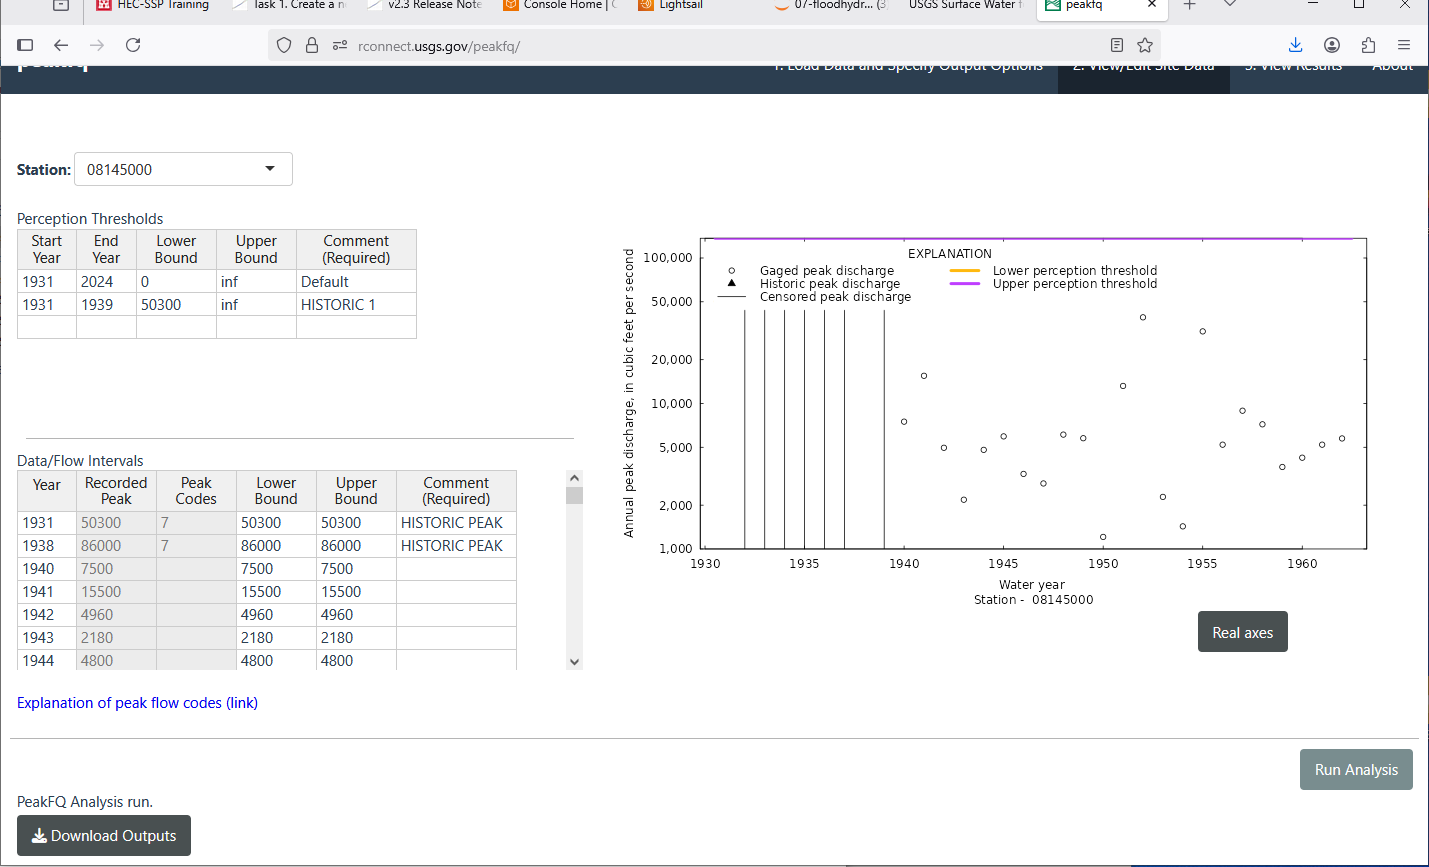 HEC-SSP Training
Task 1. Create a n
v2.3 Release Note
Console Home | C
Lightsail
07-floodhydr... (3
USGS Surface Water f
peakfq
rconnect.usgs.gov/peakfq/
peakfq
1. Load Data and Specify Output Options
2. View/Edit Site Data
3. View Results
About
Station: 08145000
Perception Thresholds
Start Year End Year Lower Bound Upper Bound Comment (Required)
1931 2024 0 inf Default
1931 1939 50300 inf HISTORIC 1
Data/Flow Intervals
Year Recorded Peak Peak Codes Lower Bound Upper Bound Comment (Required)
1931 50300 7 50300 50300 HISTORIC PEAK
1938 86000 7 86000 86000 HISTORIC PEAK
1940 7500 7500 7500
1941 15500 15500 15500
1942 4960 4960 4960
1943 2180 2180 2180
1944 4800 4800 4800
Explanation of peak flow codes (link)
Annual peak discharge, in cubic feet per second
100,000
50,000
20,000
10,000
5,000
2,000
1,000
EXPLANATION
Gaged peak discharge
Historic peak discharge
Censored peak discharge
Lower perception threshold
Upper perception threshold
1930 1935 1940 1945 1950 1955 1960
Water year
Station - 08145000
Real axes
Run Analysis
PeakFQ Analysis run.
Download Outputs